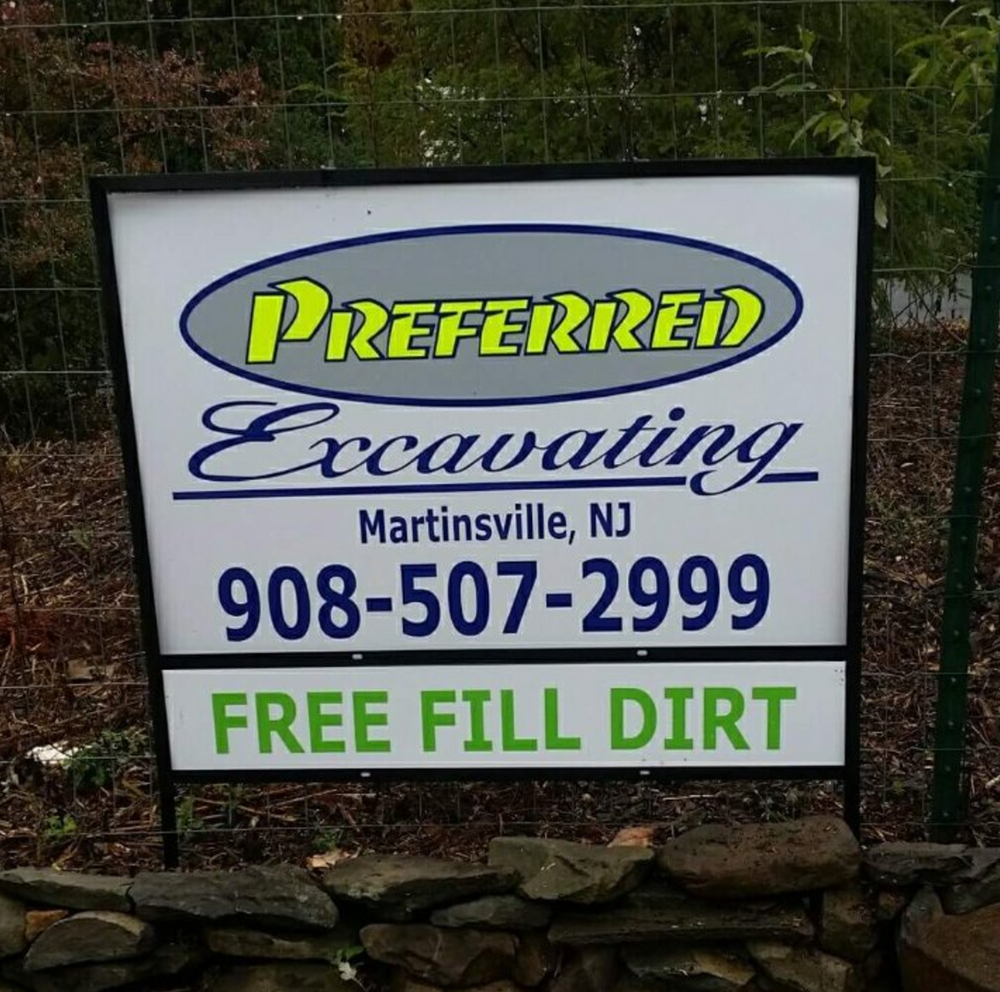 PREFERRED
Excavating
Martinsville, NJ
908-507-2999
FREE FILL DIRT